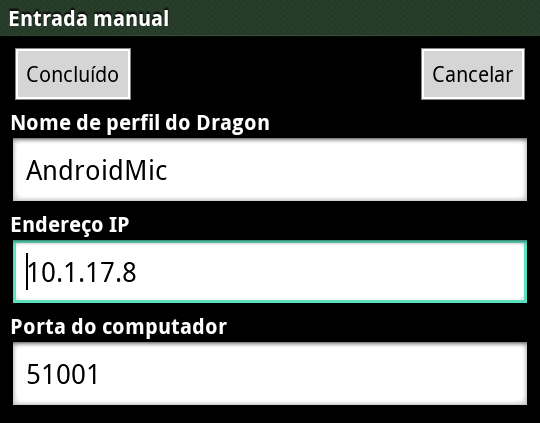 Entrada manual
Concluído Cancelar
Nome de perfil do Dragon
AndroidMic
Endereço IP
10.1.17.8
Porta do computador
51001